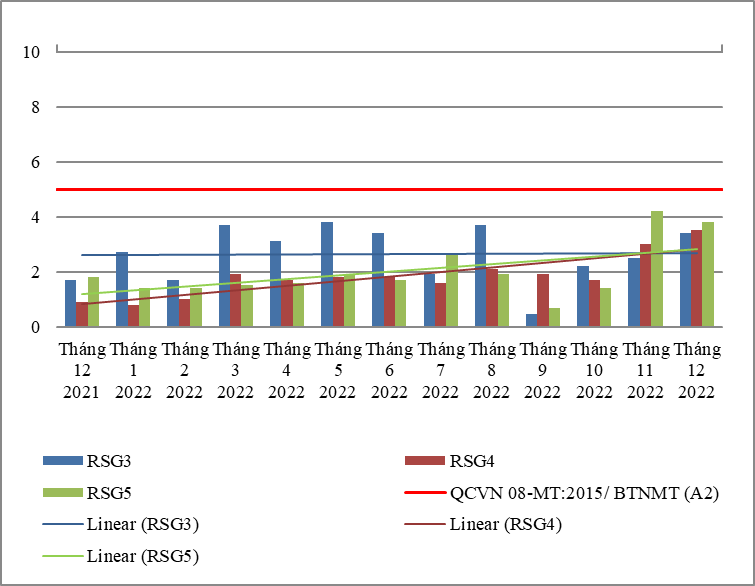 10
8
6
4
2
0
Tháng Tháng Tháng Tháng Tháng Tháng Tháng Tháng Tháng Tháng Tháng Tháng Tháng
12 1 2 3 4 5 6 7 8 9 10 11 12
2021 2022 2022 2022 2022 2022 2022 2022 2022 2022 2022 2022 2022
RSG3 RSG4
RSG5 QCVN 08-MT:2015/ BTNMT (A2)
Linear (RSG3) Linear (RSG4)
Linear (RSG5)